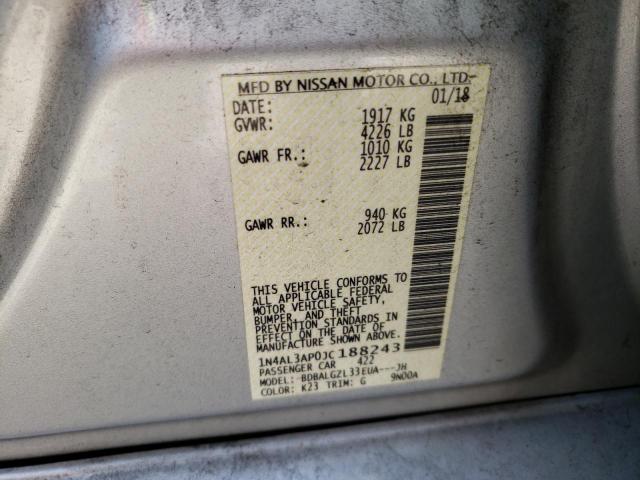 MFD BY NISSAN MOTOR CO., LTD.
DATE: 01/18
GVWR: 1917 KG
4226 LB
GAWR FR.: 1010 KG
2227 LB
GAWR RR.: 940 KG
2072 LB
THIS VEHICLE CONFORMS TO
ALL APPLICABLE FEDERAL
MOTOR VEHICLE SAFETY,
BUMPER, AND THEFT
PREVENTION STANDARDS IN
EFFECT ON THE DATE OF
MANUFACTURE SHOWN ABOVE.
1N4AL3AP0JC188243
PASSENGER CAR 422
MODEL:-BDBALGZL33EUA---JH
COLOR: K23 TRIM: G 9N00A